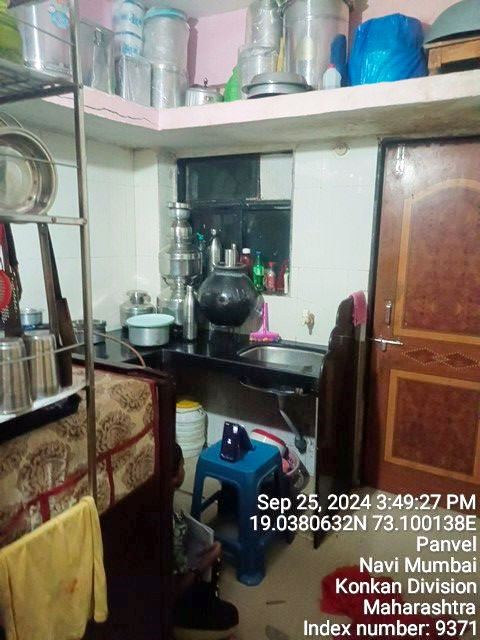 Sep 25, 2024 3:49:27 PM
19.0380632N 73.100138E
Panvel
Navi Mumbai
Konkan Division
Maharashtra
Index number: 9371